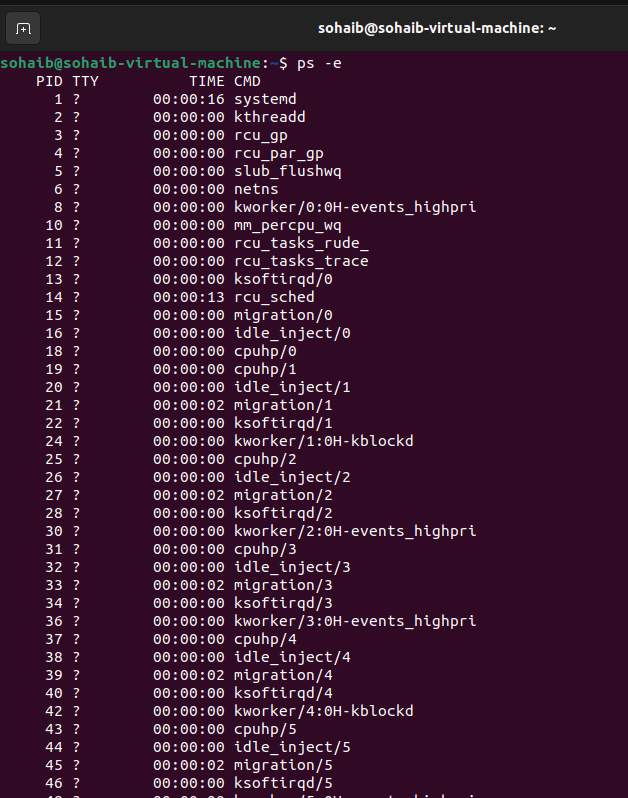 sohaib@sohaib-virtual-machine: ~
sohaib@sohaib-virtual-machine:~$ ps -e
PID TTY TIME CMD
1 ? 00:00:16 systemd
2 ? 00:00:00 kthreadd
3 ? 00:00:00 rcu_gp
4 ? 00:00:00 rcu_par_gp
5 ? 00:00:00 slub_flushwq
6 ? 00:00:00 netns
8 ? 00:00:00 kworker/0:0H-events_highpri
10 ? 00:00:00 mm_percpu_wq
11 ? 00:00:00 rcu_tasks_rude_
12 ? 00:00:00 rcu_tasks_trace
13 ? 00:00:00 ksoftirqd/0
14 ? 00:00:13 rcu_sched
15 ? 00:00:00 migration/0
16 ? 00:00:00 idle_inject/0
18 ? 00:00:00 cpuhp/0
19 ? 00:00:00 cpuhp/1
20 ? 00:00:00 idle_inject/1
21 ? 00:00:02 migration/1
22 ? 00:00:00 ksoftirqd/1
24 ? 00:00:00 kworker/1:0H-kblockd
25 ? 00:00:00 cpuhp/2
26 ? 00:00:00 idle_inject/2
27 ? 00:00:02 migration/2
28 ? 00:00:00 ksoftirqd/2
30 ? 00:00:00 kworker/2:0H-events_highpri
31 ? 00:00:00 cpuhp/3
32 ? 00:00:00 idle_inject/3
33 ? 00:00:02 migration/3
34 ? 00:00:00 ksoftirqd/3
36 ? 00:00:00 kworker/3:0H-events_highpri
37 ? 00:00:00 cpuhp/4
38 ? 00:00:00 idle_inject/4
39 ? 00:00:02 migration/4
40 ? 00:00:00 ksoftirqd/4
42 ? 00:00:00 kworker/4:0H-kblockd
43 ? 00:00:00 cpuhp/5
44 ? 00:00:00 idle_inject/5
45 ? 00:00:02 migration/5
46 ? 00:00:00 ksoftirqd/5